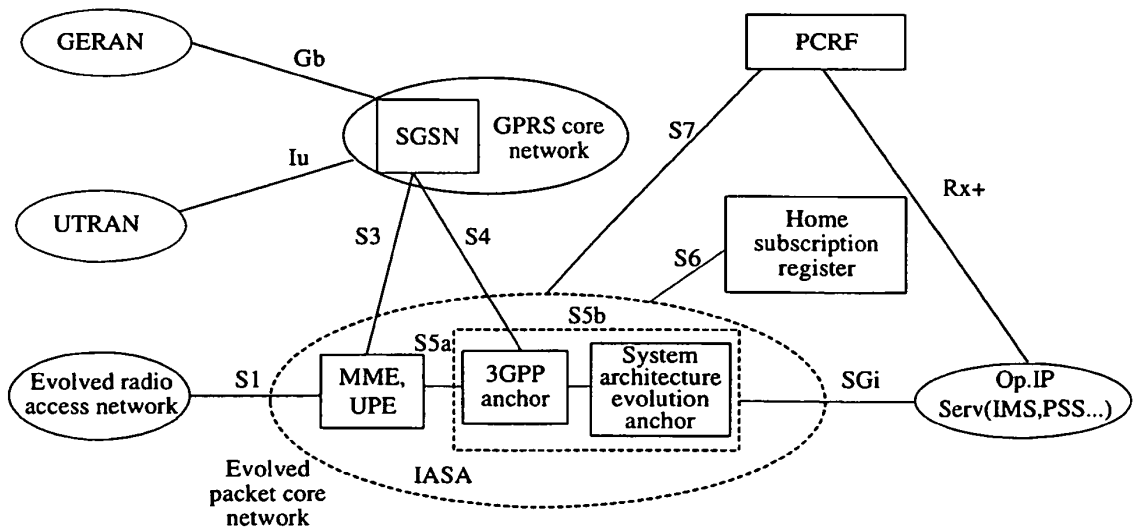 GERAN
Gb
PCRF
SGSN
GPRS core
network
S7
Iu
Rx+
UTRAN
S3
S4
Home
subscription
register
S6
S5b
S5a
Evolved radio
access network
S1
MME,
UPE
3GPP
anchor
System
architecture
evolution
anchor
SGi
Op.IP
Serv(IMS,PSS...)
IASA
Evolved
packet core
network